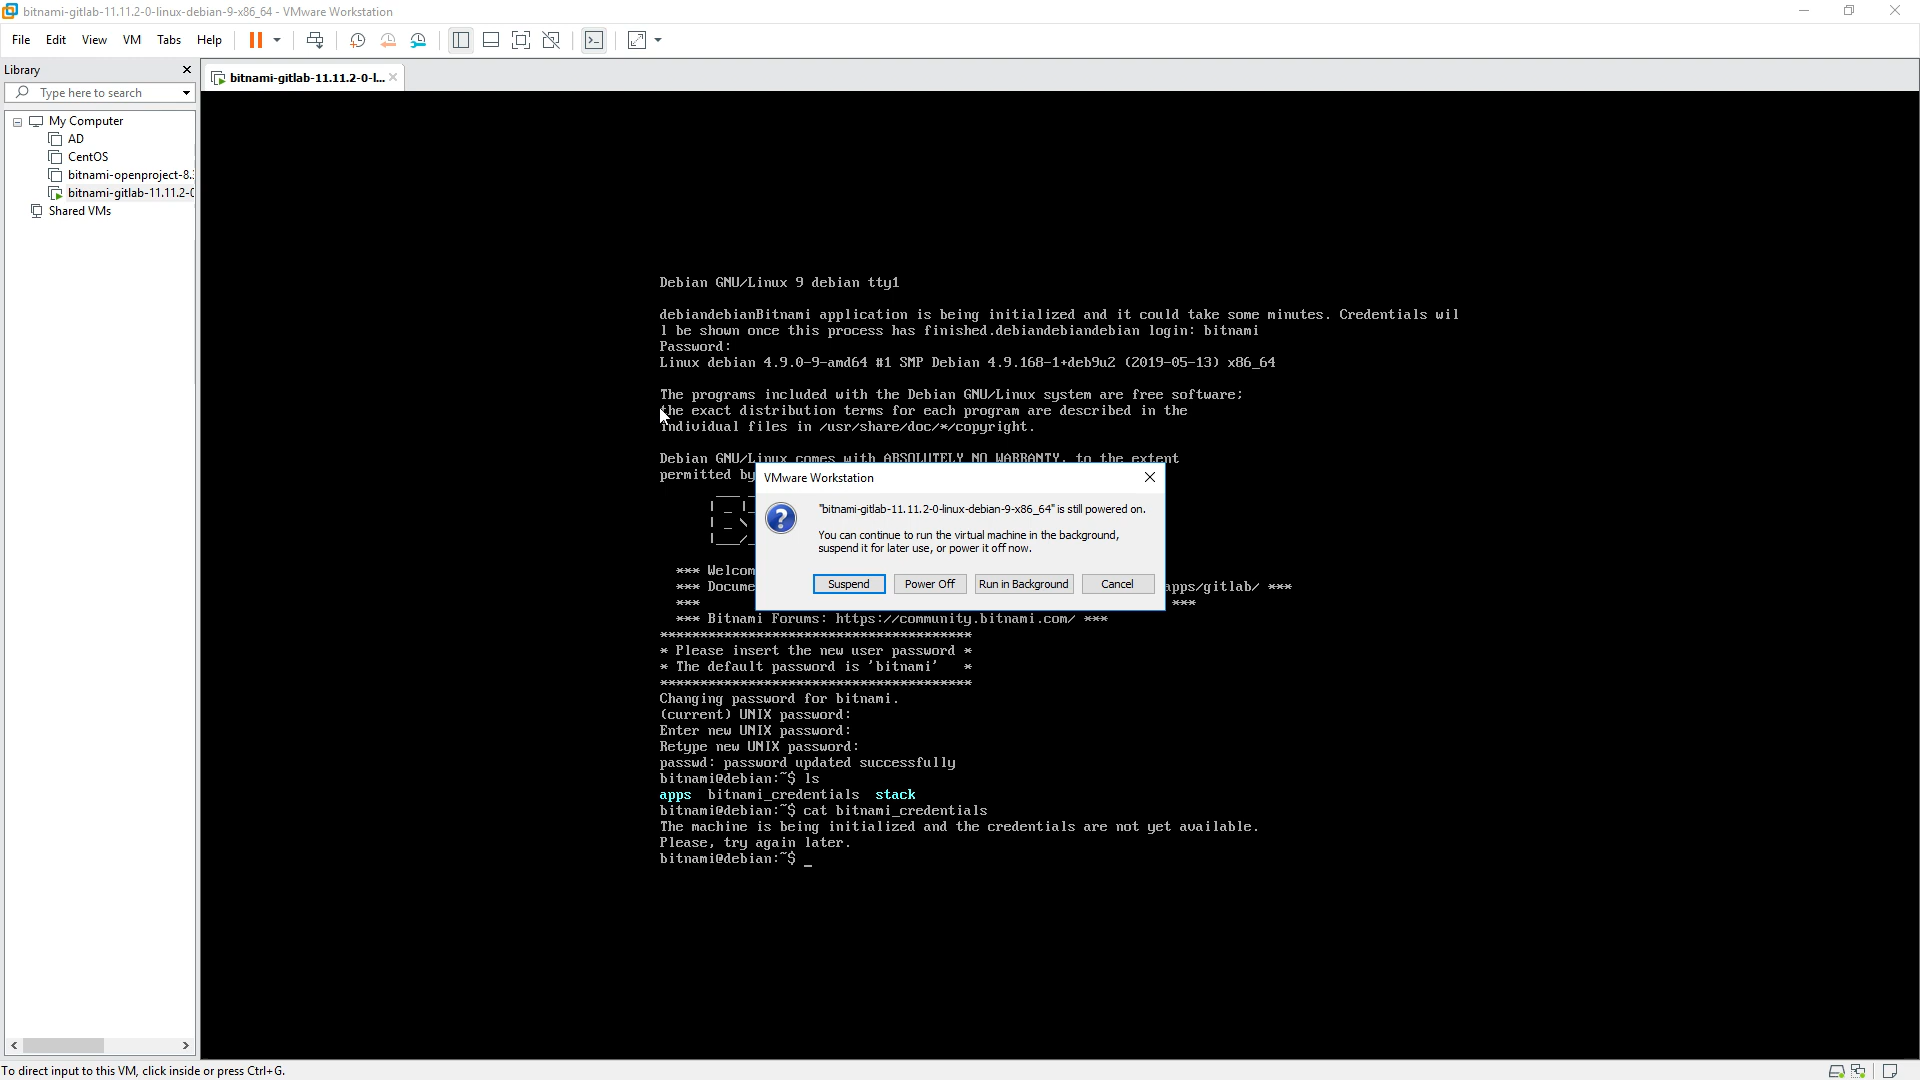 bitnami-gitlab-11.11.2-0-linux-debian-9-x86_64 - VMware Workstation
File Edit View VM Tabs Help
Library
bitnami-gitlab-11.11.2-0-l...
Type here to search
My Computer
AD
CentOS
bitnami-openproject-8.
bitnami-gitlab-11.11.2-0
Shared VMs
Debian GNU/Linux 9 debian tty1
debiandebianBitnami application is being initialized and it could take some minutes. Credentials wil
l be shown once this process has finished.debiandebiandebian login: bitnami
Password:
Linux debian 4.9.0-9-amd64 #1 SMP Debian 4.9.168-1+deb9u2 (2019-05-13) x86_64
The programs included with the Debian GNU/Linux system are free software;
the exact distribution terms for each program are described in the
individual files in /usr/share/doc/*/copyright.
Debian GNU/Linux comes with ABSOLUTELY NO WARRANTY, to the extent
permitted by
VMware Workstation
"bitnami-gitlab-11.11.2-0-linux-debian-9-x86_64" is still powered on.
You can continue to run the virtual machine in the background,
suspend it for later use, or power it off now.
Suspend Power Off Run in Background Cancel
*** Welcom
*** Docume apps/gitlab/ ***
*** ***
*** Bitnami Forums: https://community.bitnami.com/ ***
***************************************
* Please insert the new user password *
* The default password is 'bitnami' *
***************************************
Changing password for bitnami.
(current) UNIX password:
Enter new UNIX password:
Retype new UNIX password:
passwd: password updated successfully
bitnami@debian:~$ ls
apps bitnami_credentials stack
bitnami@debian:~$ cat bitnami_credentials
The machine is being initialized and the credentials are not yet available.
Please, try again later.
bitnami@debian:~$ _
To direct input to this VM, click inside or press Ctrl+G.